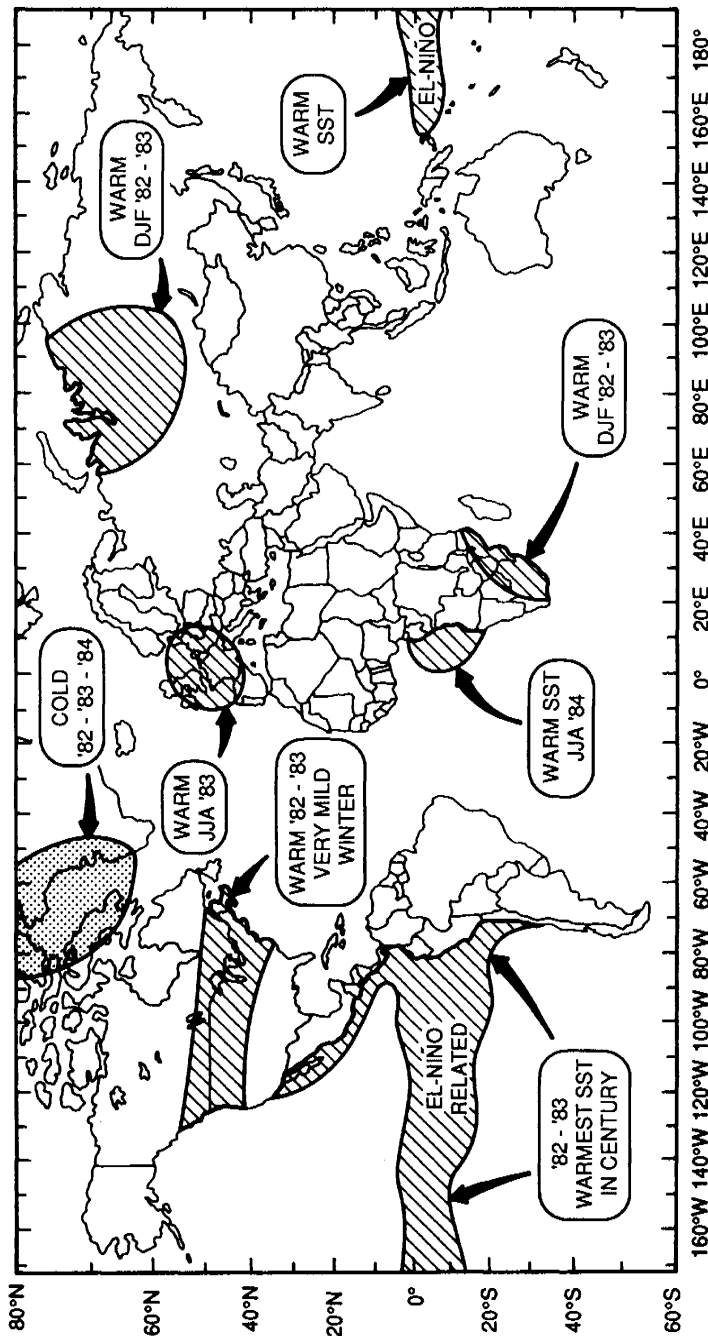 COLD
'82 - '83 - '84
WARM
DJF '82 - '83
WARM
JJA '83
WARM '82 - '83
VERY MILD
WINTER
WARM
SST
EL-NIÑO
EL-NINO
RELATED
'82 - '83
WARMEST SST
IN CENTURY
WARM SST
JJA '84
WARM
DJF '82 - '83
80°N
60°N
40°N
20°N
0°
20°S
40°S
60°S
160°W 140°W 120°W 100°W 80°W 60°W 40°W 20°W 0° 20°E 40°E 60°E 80°E 100°E 120°E 140°E 160°E 180°